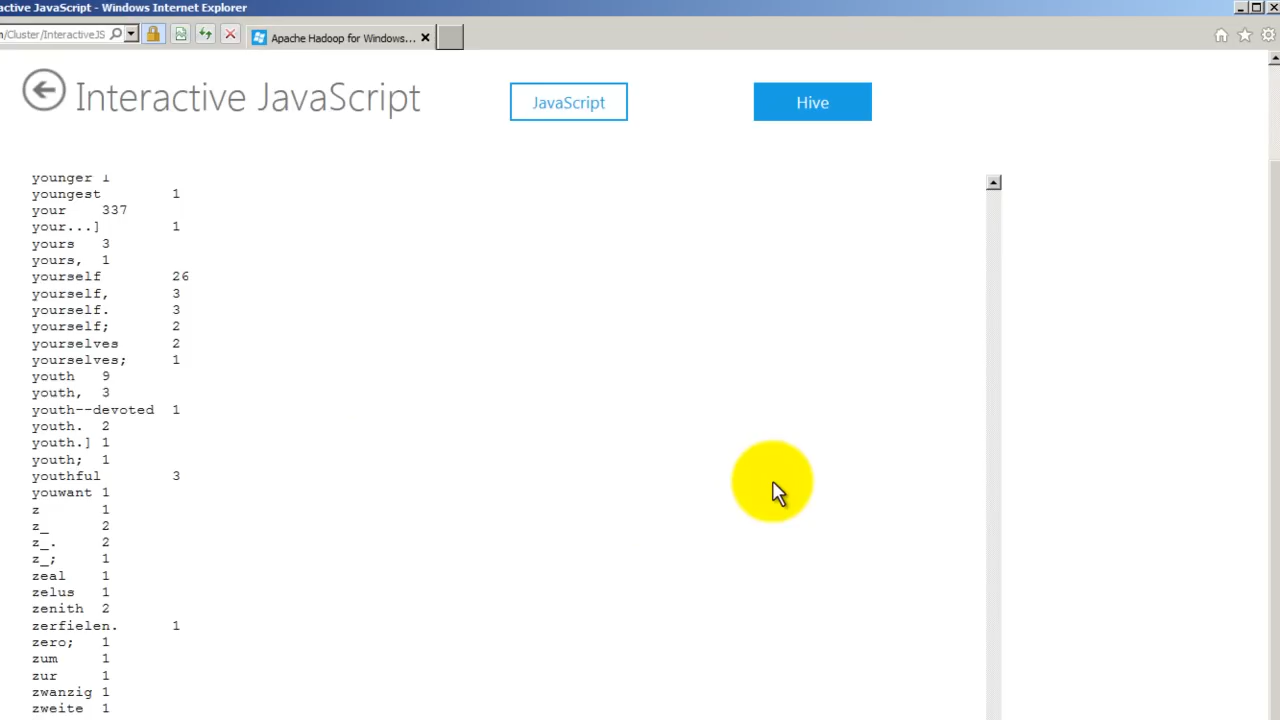 active JavaScript - Windows Internet Explorer
n/Cluster/InteractiveJS
Apache Hadoop for Windows...
Interactive JavaScript
JavaScript
Hive
younger 1
youngest 1
your 337
your...] 1
yours 3
yours, 1
yourself 26
yourself, 3
yourself. 3
yourself; 2
yourselves 2
yourselves; 1
youth 9
youth, 3
youth--devoted 1
youth. 2
youth.] 1
youth; 1
youthful 3
youwant 1
z 1
z_ 2
z_. 2
z_; 1
zeal 1
zelus 1
zenith 2
zerfielen. 1
zero; 1
zum 1
zur 1
zwanzig 1
zweite 1